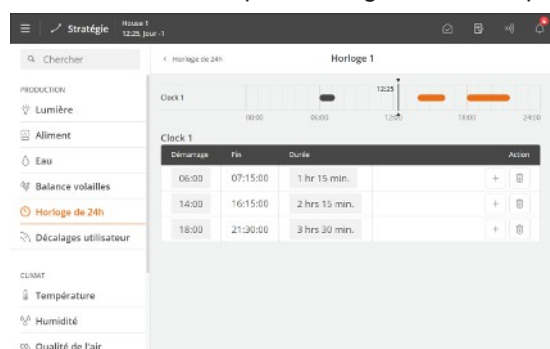 Stratégie
House 1
12:25, Jour -1
6
Chercher
Horloge de 24h
Horloge 1
PRODUCTION
Lumière
Aliment
Eau
Balance volailles
Horloge de 24h
Décalages utilisateur
CLIMAT
Température
Humidité
Qualité de l'air
Clock 1
12:25
00:00 06:00 12:00 18:00 24:00
Clock 1
Démarrage Fin Durée Action
06:00 07:15:00 1 hr 15 min. +
14:00 16:15:00 2 hrs 15 min. +
18:00 21:30:00 3 hrs 30 min. +